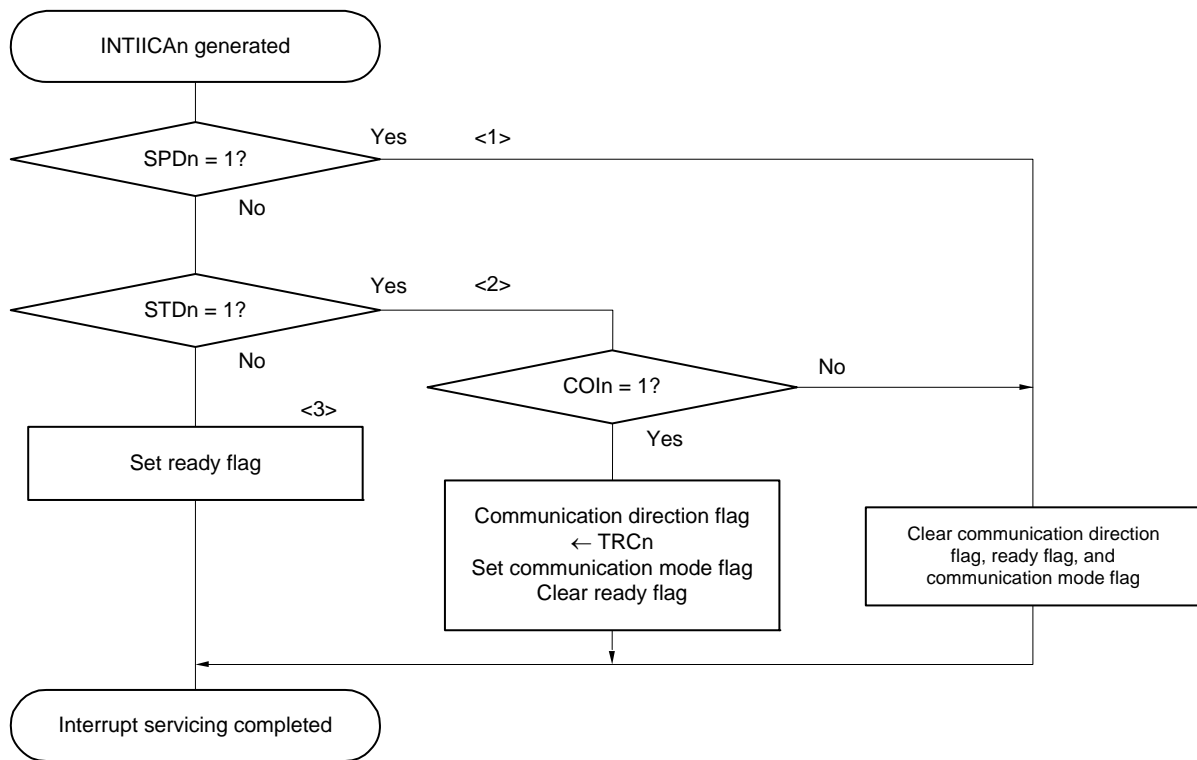 INTIICAn generated
Yes
<1>
SPDn = 1?
No
Yes
<2>
STDn = 1?
No
No
COIn = 1?
<3>
Yes
Set ready flag
Communication direction flag
← TRCn
Set communication mode flag
Clear ready flag
Clear communication direction
flag, ready flag, and
communication mode flag
Interrupt servicing completed